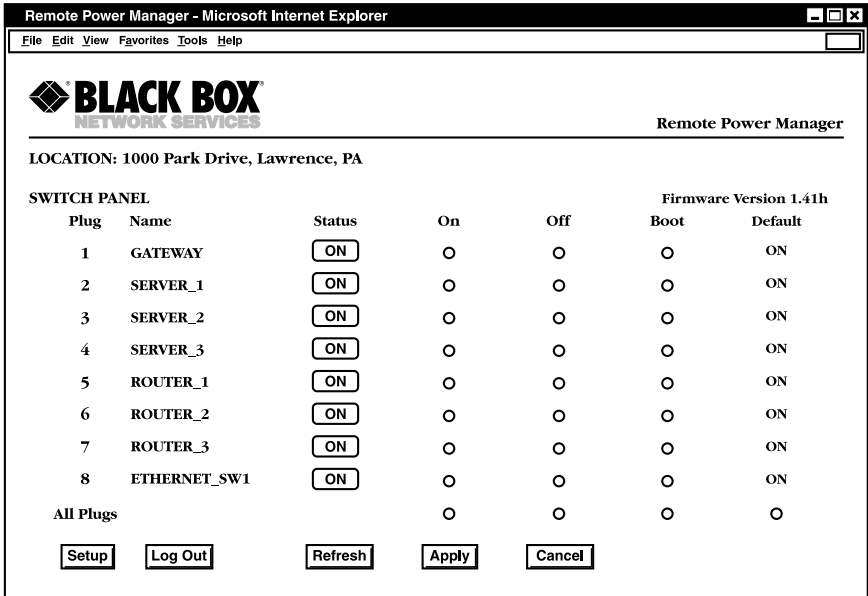 Remote Power Manager - Microsoft Internet Explorer
File Edit View Favorites Tools Help
BLACK BOX®
NETWORK SERVICES
Remote Power Manager
LOCATION: 1000 Park Drive, Lawrence, PA
SWITCH PANEL Firmware Version 1.41h
Plug Name Status On Off Boot Default
1 GATEWAY ON ON
2 SERVER_1 ON ON
3 SERVER_2 ON ON
4 SERVER_3 ON ON
5 ROUTER_1 ON ON
6 ROUTER_2 ON ON
7 ROUTER_3 ON ON
8 ETHERNET_SW1 ON ON
All Plugs
Setup Log Out Refresh Apply Cancel